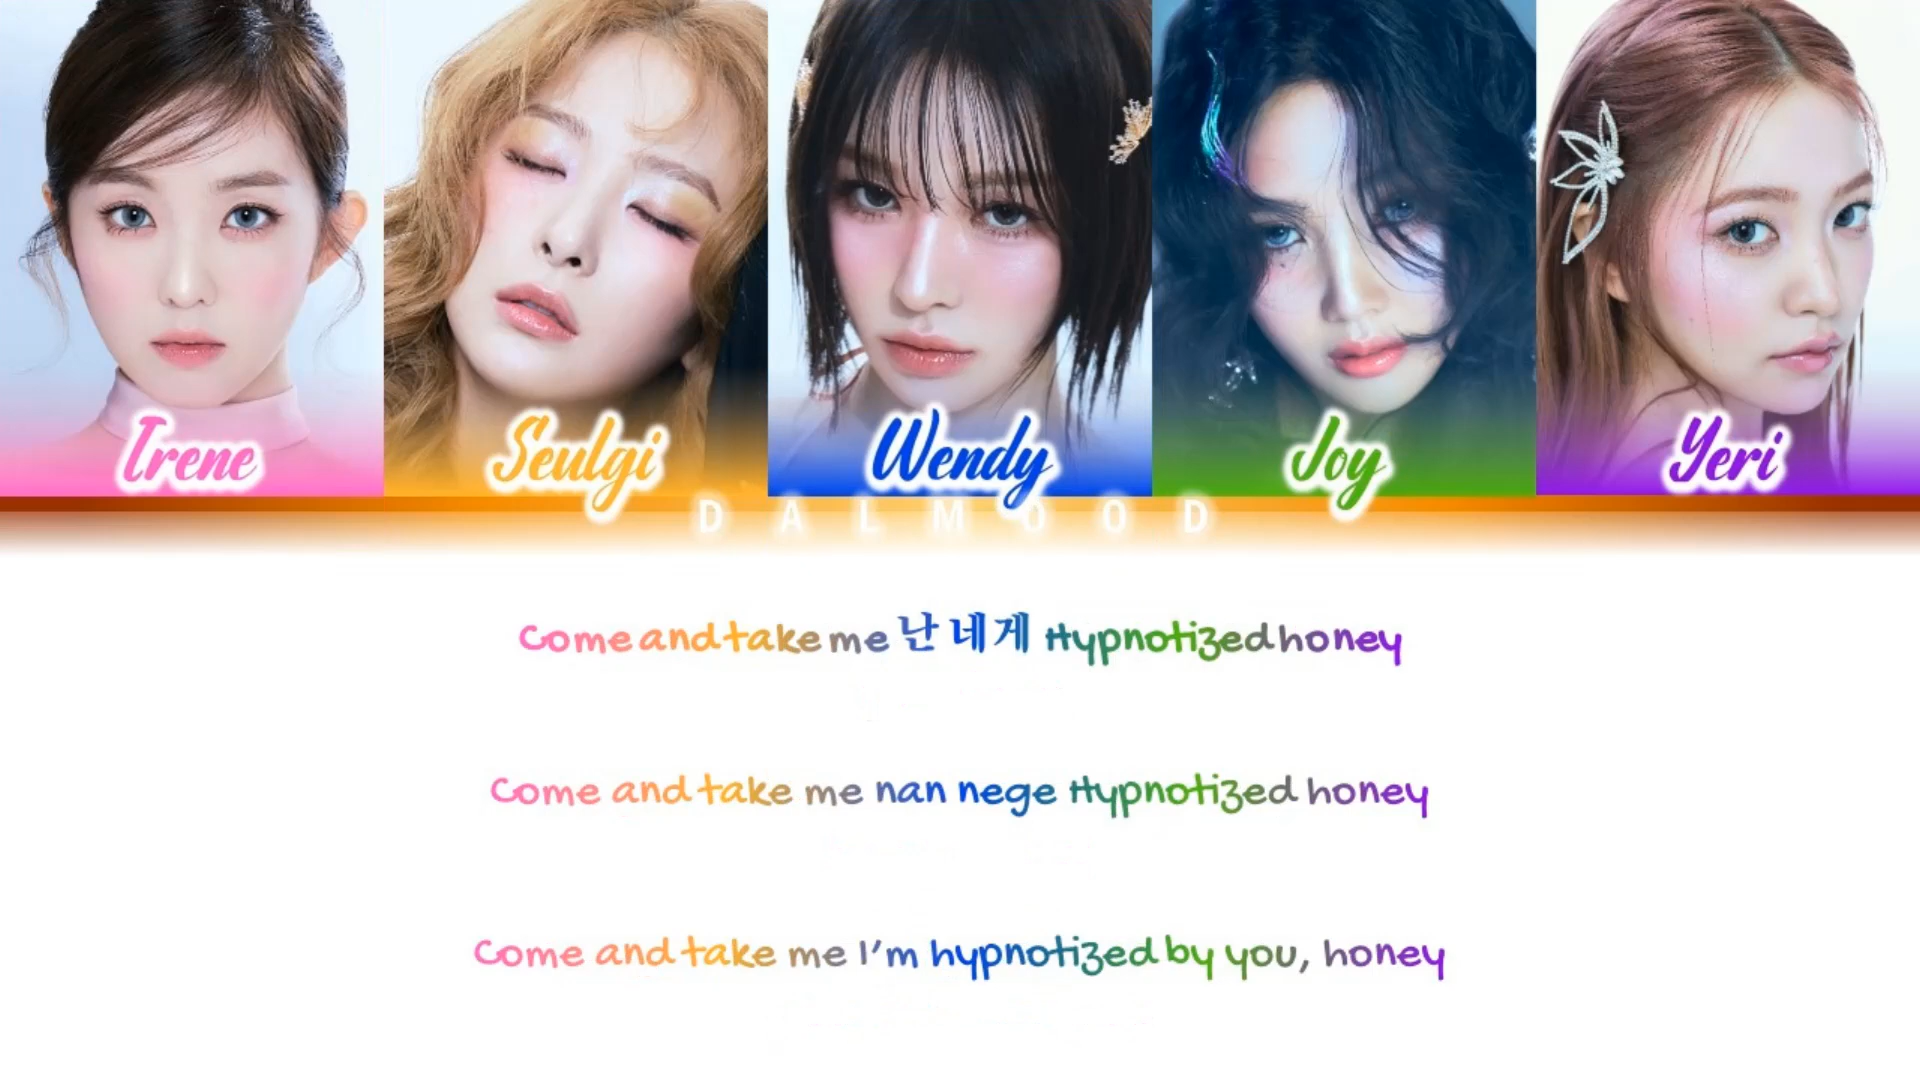 Irene Seulgi Wendy Joy Yeri
DALMOOD
Come and take me 난 네게 Hypnotized honey
Come and take me nan nege Hypnotized honey
Come and take me I'm hypnotized by you, honey